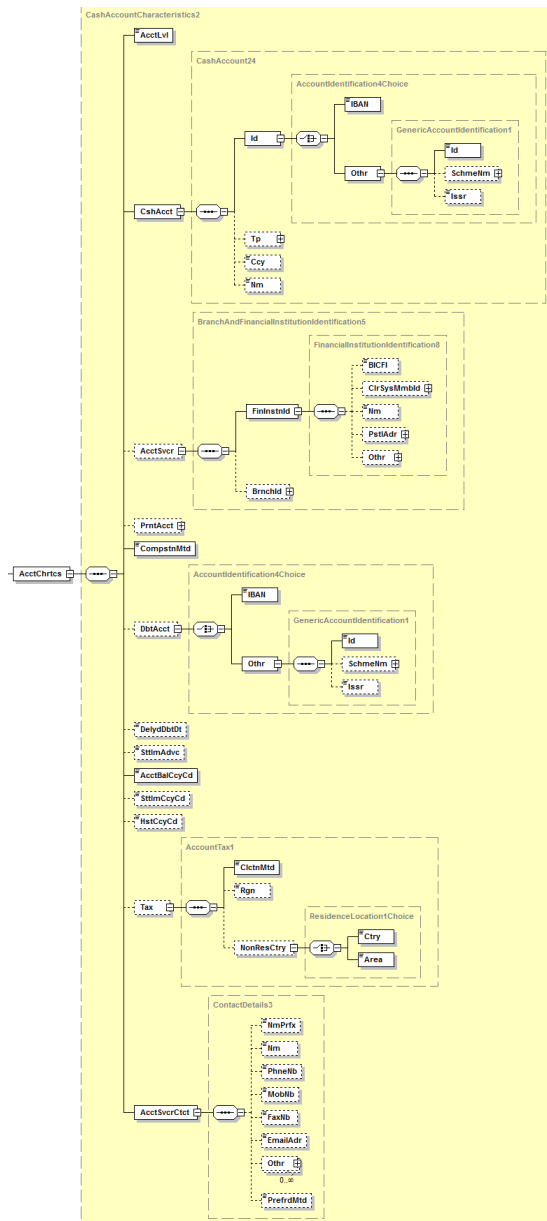 CashAccountCharacteristics2
AcctLvl
CashAccount24
AccountIdentification4Choice
IBAN
GenericAccountIdentification1
Id
Id
Othr
SchmeNm
Issr
CshAcct
Tp
Ccy
Nm
BranchAndFinancialInstitutionIdentification5
FinancialInstitutionIdentification8
BICFI
ClrSysMmbId
FinInstnId
Nm
PstlAdr
AcctSvcr
Othr
BrnchId
PrntAcct
CompstnMtd
AcctChrtcs
AccountIdentification4Choice
IBAN
GenericAccountIdentification1
DbtAcct
Id
Othr
SchmeNm
Issr
DelydDbtDt
SttlmAdvc
AcctBalCcyCd
SttlmCcyCd
HstCcyCd
AccountTax1
ClctnMtd
Rgn
Tax
ResidenceLocation1Choice
Ctry
NonResCtry
Area
ContactDetails3
NmPrfx
Nm
PhneNb
MobNb
AcctSvcrCtct
FaxNb
EmailAdr
Othr
0..∞
PrefrdMtd